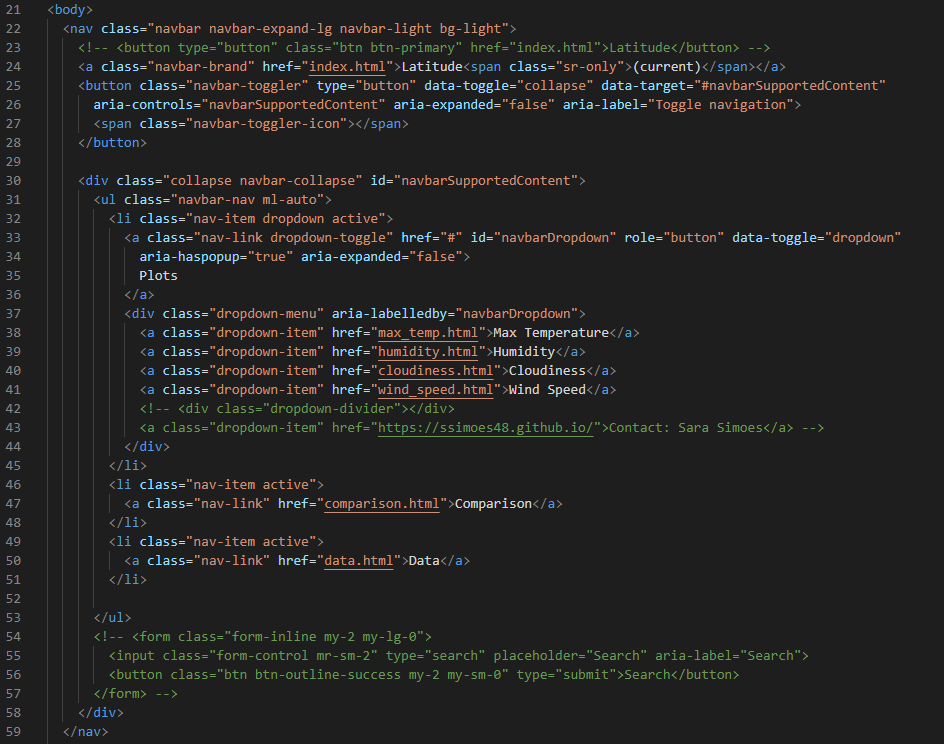 21 <body>
22 <nav class="navbar navbar-expand-lg navbar-light bg-light">
23 <!-- <button type="button" class="btn btn-primary" href="index.html">Latitude</button> -->
24 <a class="navbar-brand" href="index.html">Latitude<span class="sr-only">(current)</span></a>
25 <button class="navbar-toggler" type="button" data-toggle="collapse" data-target="#navbarSupportedContent"
26 aria-controls="navbarSupportedContent" aria-expanded="false" aria-label="Toggle navigation">
27 <span class="navbar-toggler-icon"></span>
28 </button>
29
30 <div class="collapse navbar-collapse" id="navbarSupportedContent">
31 <ul class="navbar-nav ml-auto">
32 <li class="nav-item dropdown active">
33 <a class="nav-link dropdown-toggle" href="#" id="navbarDropdown" role="button" data-toggle="dropdown"
34 aria-haspopup="true" aria-expanded="false">
35 Plots
36 </a>
37 <div class="dropdown-menu" aria-labelledby="navbarDropdown">
38 <a class="dropdown-item" href="max_temp.html">Max Temperature</a>
39 <a class="dropdown-item" href="humidity.html">Humidity</a>
40 <a class="dropdown-item" href="cloudiness.html">Cloudiness</a>
41 <a class="dropdown-item" href="wind_speed.html">Wind Speed</a>
42 <!-- <div class="dropdown-divider"></div>
43 <a class="dropdown-item" href="https://ssimoes48.github.io/">Contact: Sara Simoes</a> -->
44 </div>
45 </li>
46 <li class="nav-item active">
47 <a class="nav-link" href="comparison.html">Comparison</a>
48 </li>
49 <li class="nav-item active">
50 <a class="nav-link" href="data.html">Data</a>
51 </li>
52
53 </ul>
54 <!-- <form class="form-inline my-2 my-lg-0">
55 <input class="form-control mr-sm-2" type="search" placeholder="Search" aria-label="Search">
56 <button class="btn btn-outline-success my-2 my-sm-0" type="submit">Search</button>
57 </form> -->
58 </div>
59 </nav>